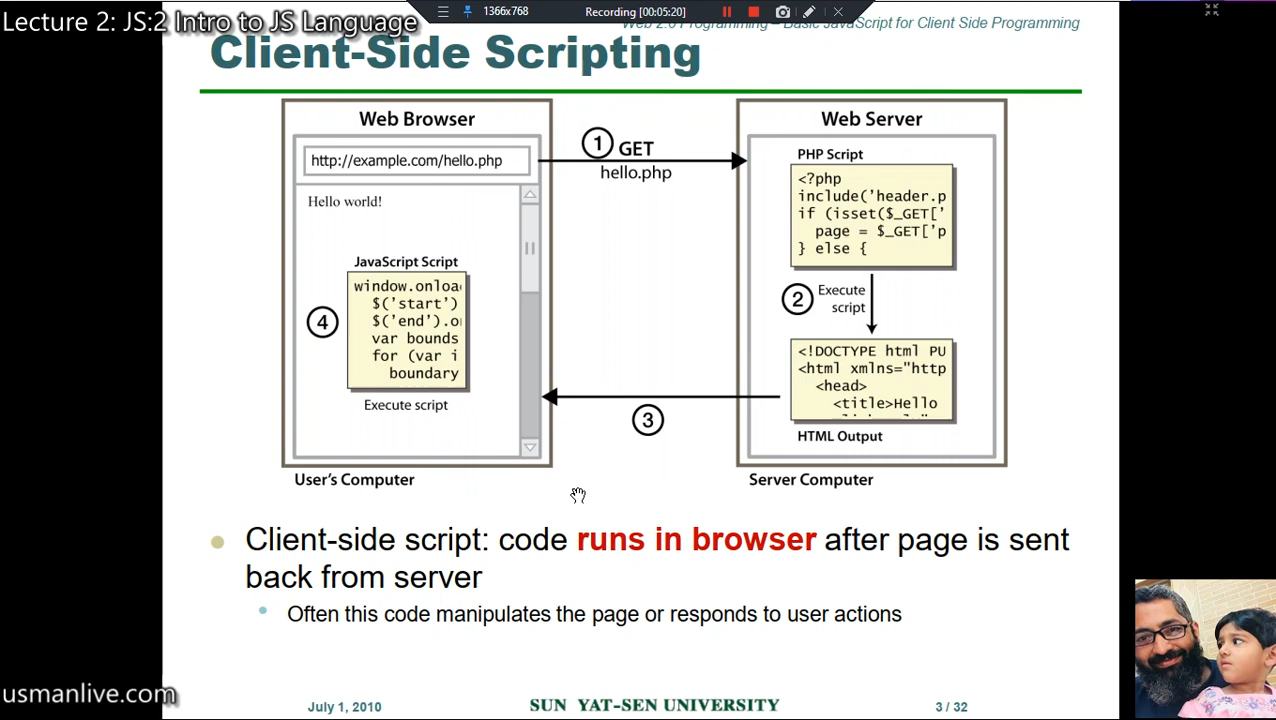 Lecture 2: JS:2 Intro to JS Language
1366x768
Recording [00:05:20]
Web 2.0 Programming – Basic JavaScript for Client Side Programming
Client-Side Scripting
Web Browser
http://example.com/hello.php
Hello world!
JavaScript Script
window.onloa
$('start')
$('end').o
var bounds
for (var i
boundary
4
Execute script
User's Computer
1
GET
hello.php
3
Web Server
PHP Script
<?php
include('header.p
if (isset($_GET['
page = $_GET['p
} else {
2
Execute
script
<!DOCTYPE html PU
<html xmlns="http
<head>
<title>Hello
HTML Output
Server Computer
Client-side script: code runs in browser after page is sent
back from server
Often this code manipulates the page or responds to user actions
usmanlive.com
July 1, 2010
SUN YAT-SEN UNIVERSITY
3 / 32